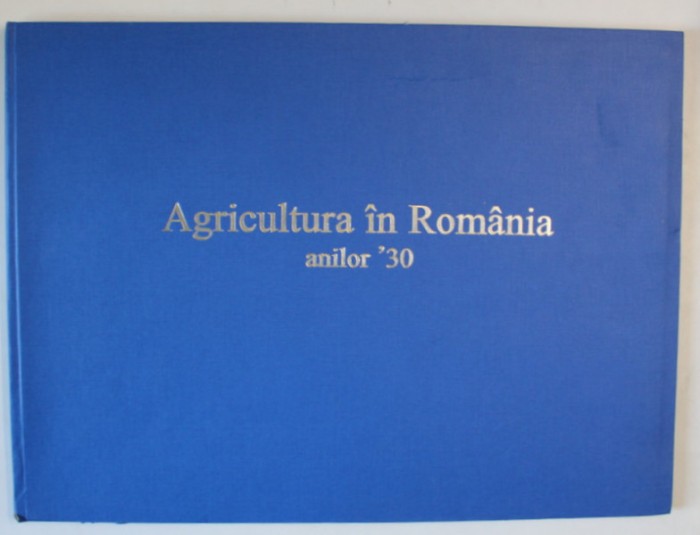 Agricultura în România
anilor ’30